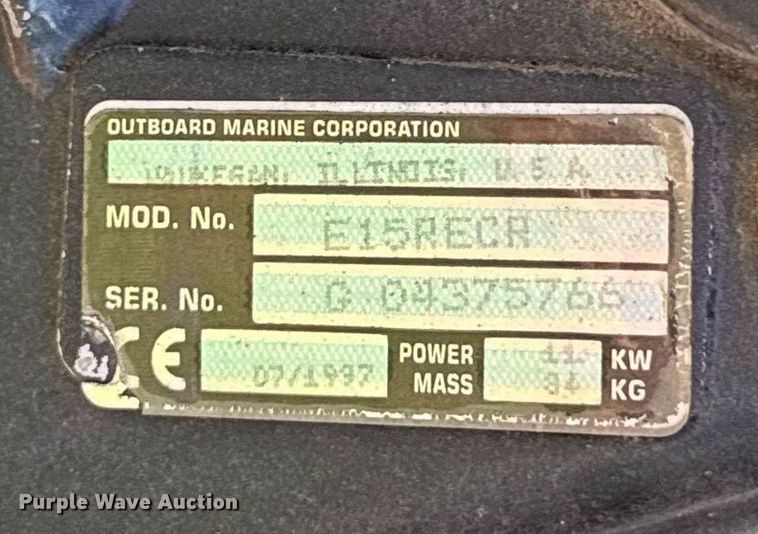 OUTBOARD MARINE CORPORATION
WAUKEGAN, ILLINOIS, U S A
MOD. No. E15RECR
SER. No. G 04375766
CE 07/1997 POWER 11 KW
MASS KG
Purple Wave Auction